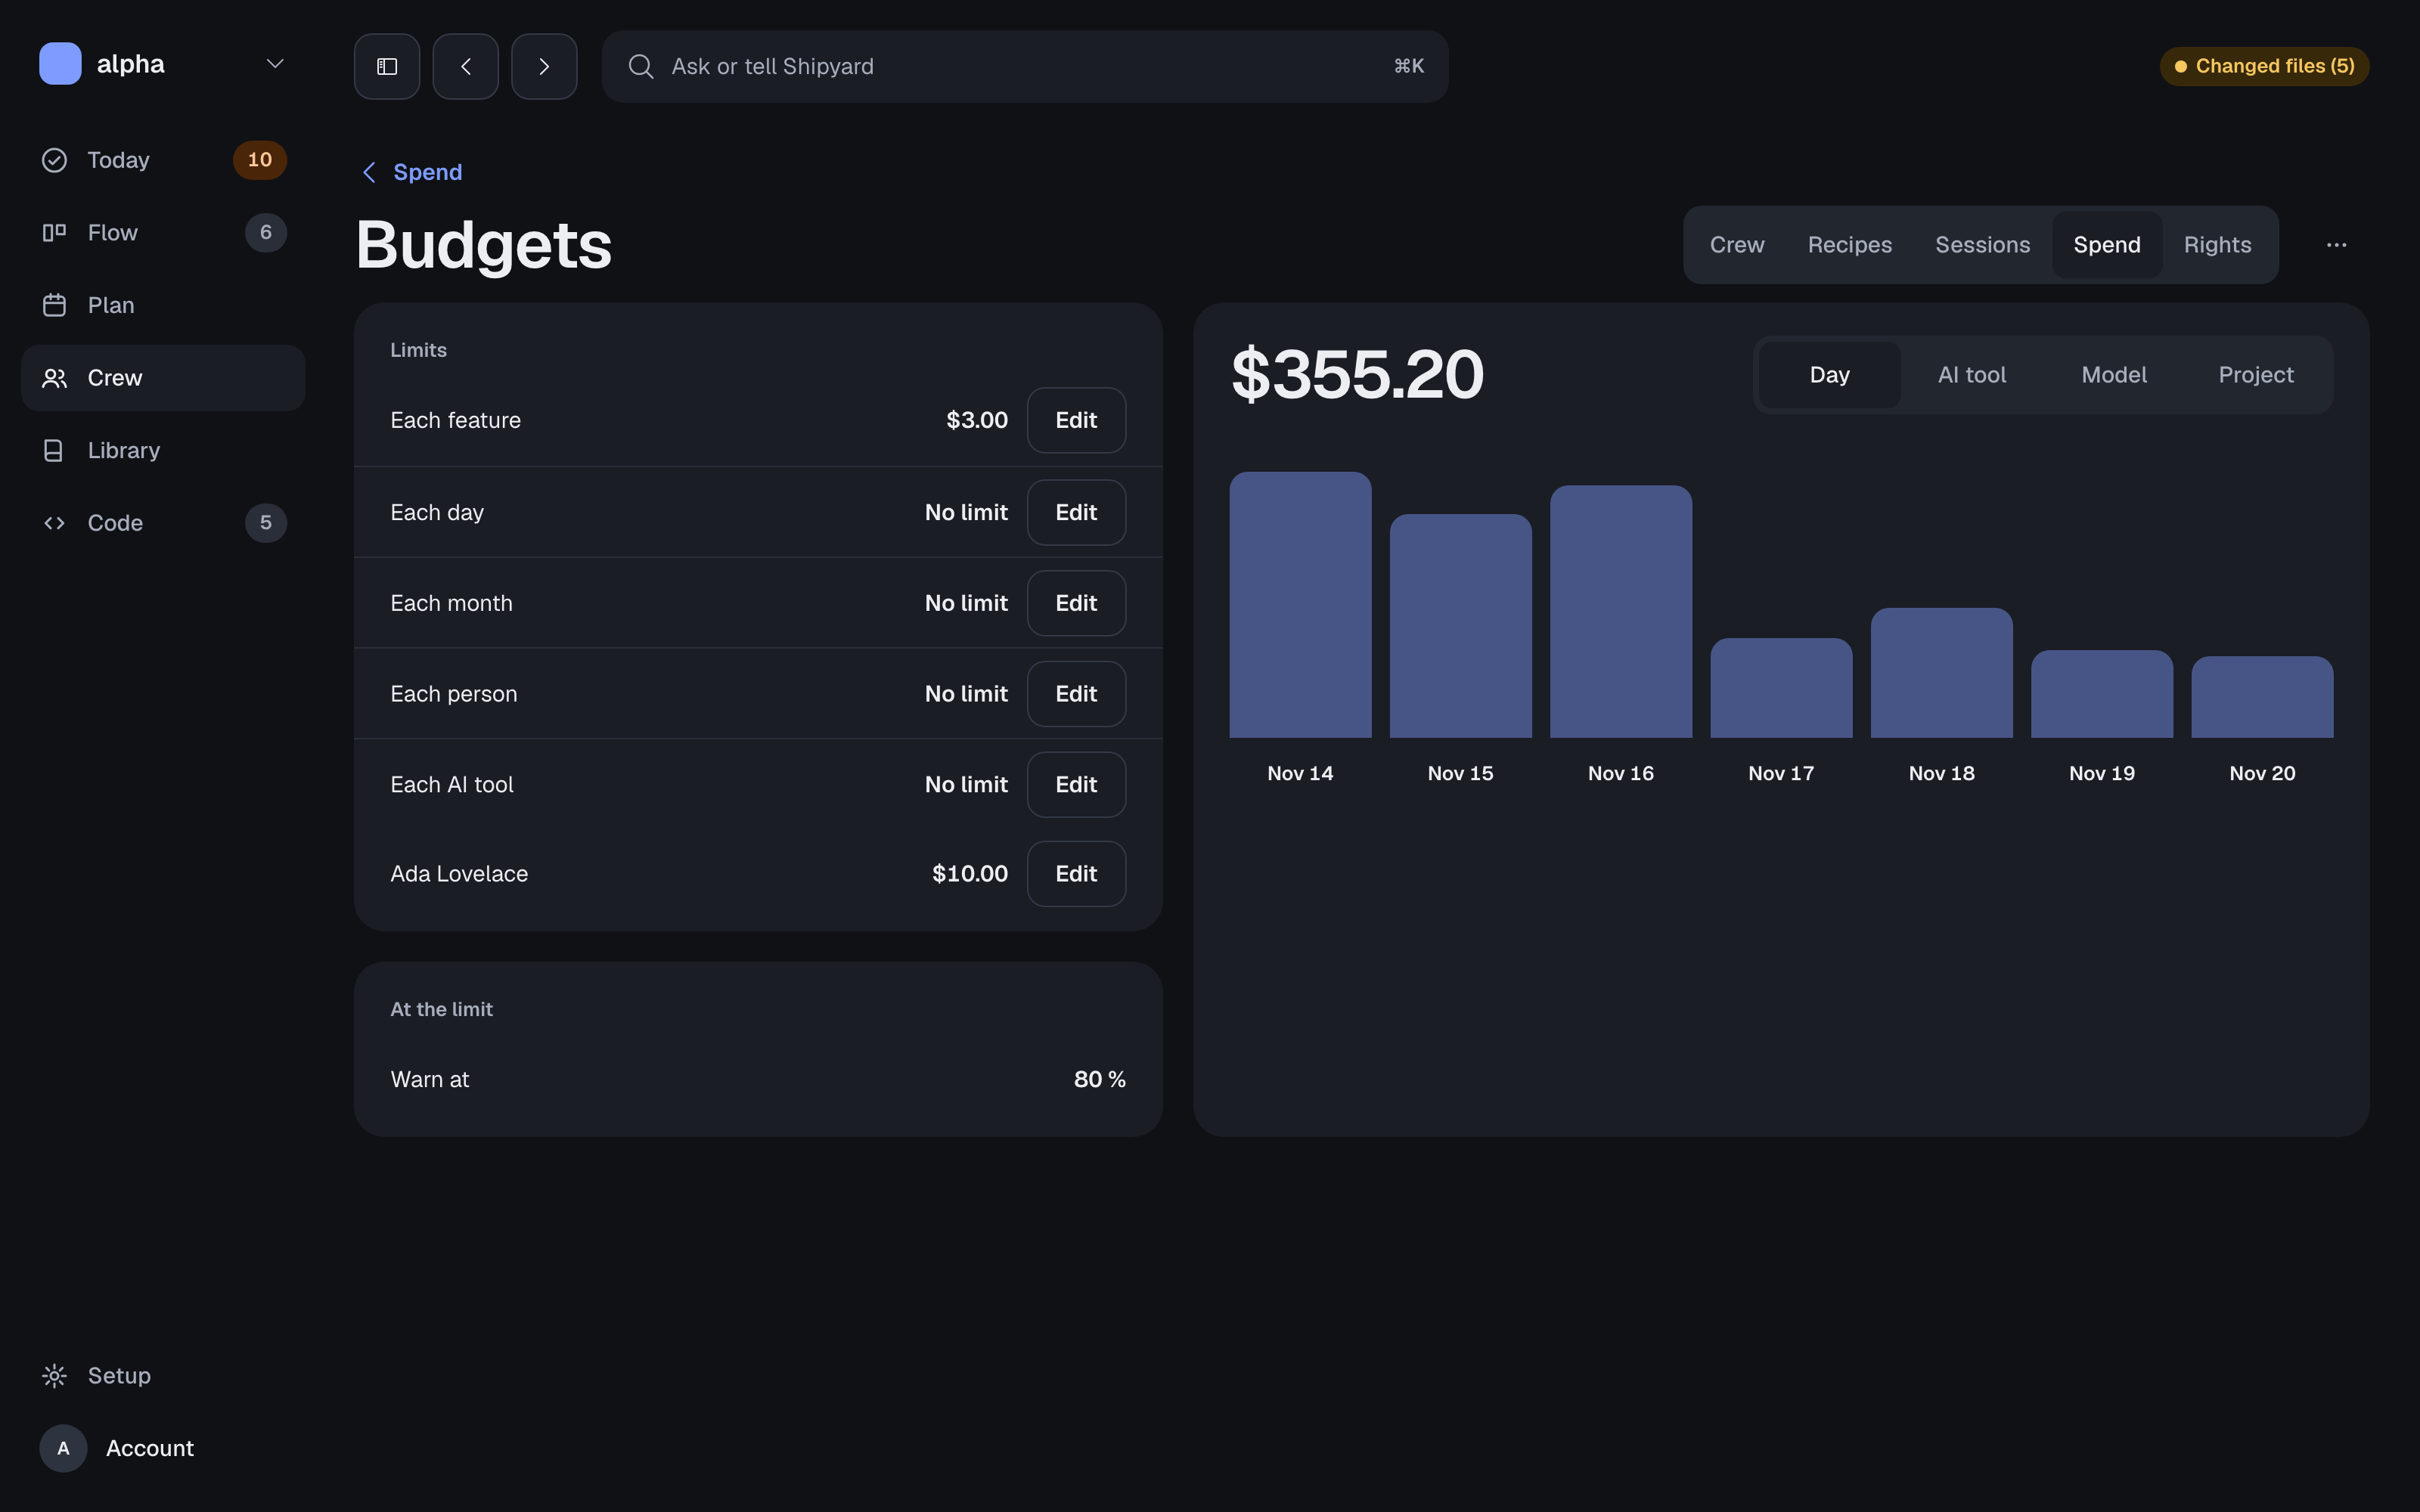 alpha
Ask or tell Shipyard
⌘K
Changed files (5)
Today
10
Flow
6
Plan
Crew
Library
Code
5
Setup
A
Account
Spend
Budgets
Crew
Recipes
Sessions
Spend
Rights
Limits
Each feature
$3.00
Edit
Each day
No limit
Edit
Each month
No limit
Edit
Each person
No limit
Edit
Each AI tool
No limit
Edit
Ada Lovelace
$10.00
Edit
At the limit
Warn at
80 %
$355.20
Day
AI tool
Model
Project
Nov 14
Nov 15
Nov 16
Nov 17
Nov 18
Nov 19
Nov 20